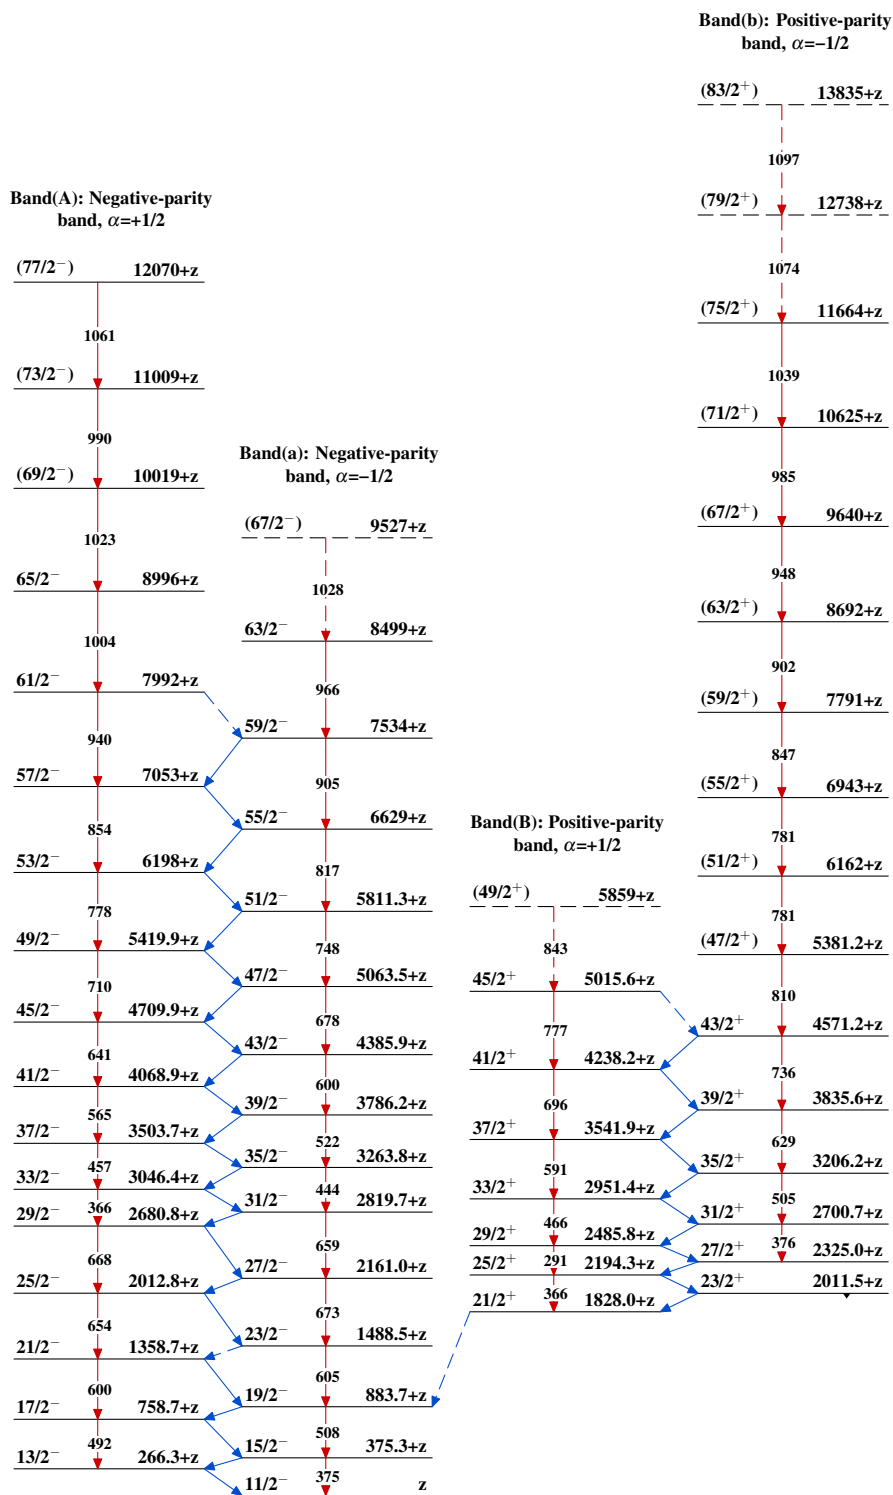 Band(b): Positive-parity
band, α=−1/2
(83/2⁺) 13835+z
1097
(79/2⁺) 12738+z
1074
(75/2⁺) 11664+z
1039
(71/2⁺) 10625+z
985
(67/2⁺) 9640+z
948
(63/2⁺) 8692+z
902
(59/2⁺) 7791+z
847
(55/2⁺) 6943+z
781
(51/2⁺) 6162+z
781
(47/2⁺) 5381.2+z
810
43/2⁺ 4571.2+z
736
39/2⁺ 3835.6+z
629
35/2⁺ 3206.2+z
505
31/2⁺ 2700.7+z
376
27/2⁺ 2325.0+z
23/2⁺ 2011.5+z
Band(A): Negative-parity
band, α=+1/2
(77/2⁻) 12070+z
1061
(73/2⁻) 11009+z
990
(69/2⁻) 10019+z
1023
65/2⁻ 8996+z
1004
61/2⁻ 7992+z
940
57/2⁻ 7053+z
854
53/2⁻ 6198+z
778
49/2⁻ 5419.9+z
710
45/2⁻ 4709.9+z
641
41/2⁻ 4068.9+z
565
37/2⁻ 3503.7+z
457
33/2⁻ 3046.4+z
366
29/2⁻ 2680.8+z
668
25/2⁻ 2012.8+z
654
21/2⁻ 1358.7+z
600
17/2⁻ 758.7+z
492
13/2⁻ 266.3+z
Band(a): Negative-parity
band, α=−1/2
(67/2⁻) 9527+z
1028
63/2⁻ 8499+z
966
59/2⁻ 7534+z
905
55/2⁻ 6629+z
817
51/2⁻ 5811.3+z
748
47/2⁻ 5063.5+z
678
43/2⁻ 4385.9+z
600
39/2⁻ 3786.2+z
522
35/2⁻ 3263.8+z
444
31/2⁻ 2819.7+z
659
27/2⁻ 2161.0+z
673
23/2⁻ 1488.5+z
605
19/2⁻ 883.7+z
508
15/2⁻ 375.3+z
375
11/2⁻ z
Band(B): Positive-parity
band, α=+1/2
(49/2⁺) 5859+z
843
45/2⁺ 5015.6+z
777
41/2⁺ 4238.2+z
696
37/2⁺ 3541.9+z
591
33/2⁺ 2951.4+z
466
29/2⁺ 2485.8+z
291
25/2⁺ 2194.3+z
366
21/2⁺ 1828.0+z